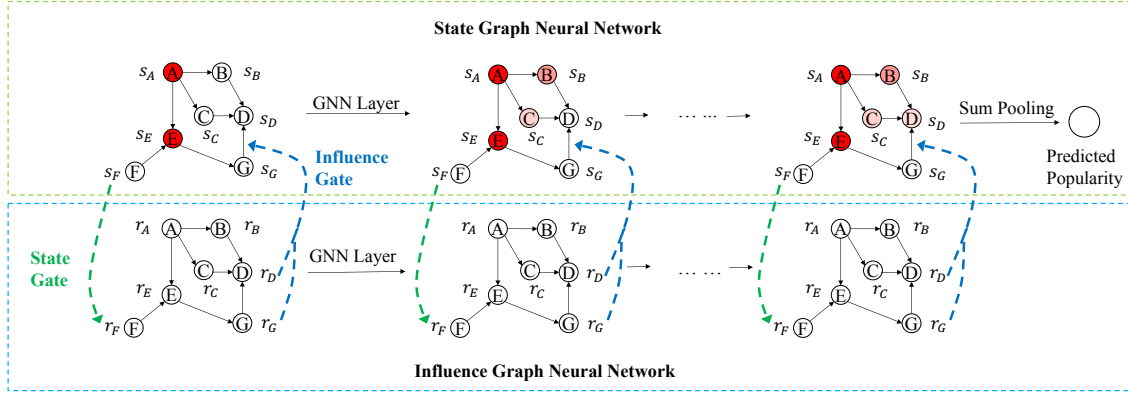 State Graph Neural Network
s_A A B s_B
s_E E C s_C D s_D
s_F F G s_G
GNN Layer
Influence
Gate
s_A A B s_B
s_E E C s_C D s_D
s_F F G s_G
... ...
s_A A B s_B
s_E E C s_C D s_D
s_F F G s_G
Sum Pooling
Predicted
Popularity
State
Gate
r_A A B r_B
r_E E C r_C D r_D
r_F F G r_G
GNN Layer
r_A A B r_B
r_E E C r_C D r_D
r_F F G r_G
... ...
r_A A B r_B
r_E E C r_C D r_D
r_F F G r_G
Influence Graph Neural Network